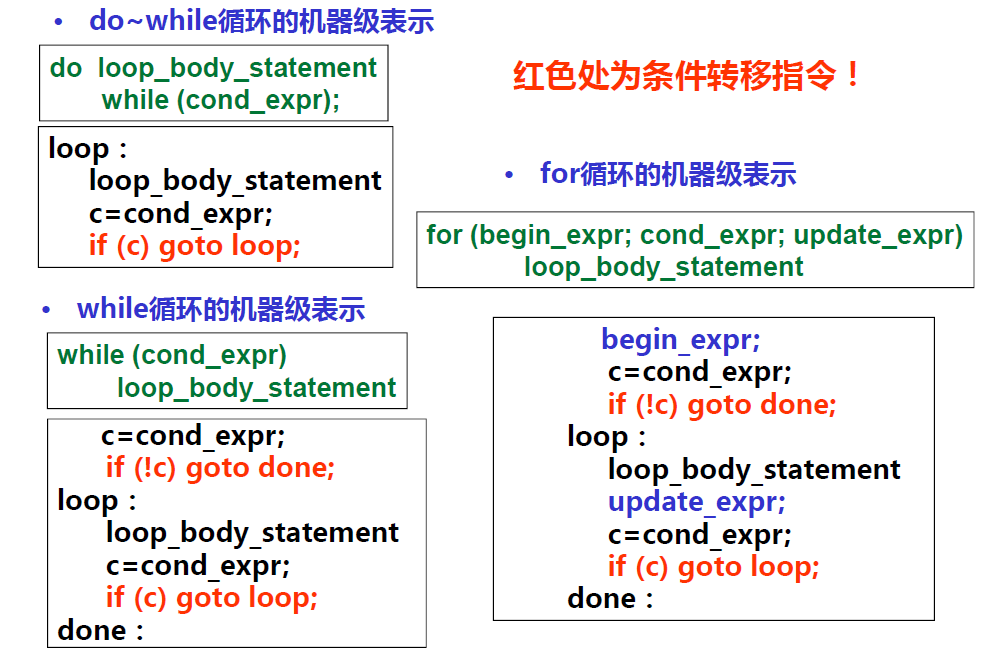 • do~while循环的机器级表示
do loop_body_statement
while (cond_expr);
loop：
loop_body_statement
c=cond_expr;
if (c) goto loop;
• while循环的机器级表示
while (cond_expr)
loop_body_statement
c=cond_expr;
if (!c) goto done;
loop：
loop_body_statement
c=cond_expr;
if (c) goto loop;
done：
红色处为条件转移指令！
• for循环的机器级表示
for (begin_expr; cond_expr; update_expr)
loop_body_statement
begin_expr;
c=cond_expr;
if (!c) goto done;
loop：
loop_body_statement
update_expr;
c=cond_expr;
if (c) goto loop;
done：